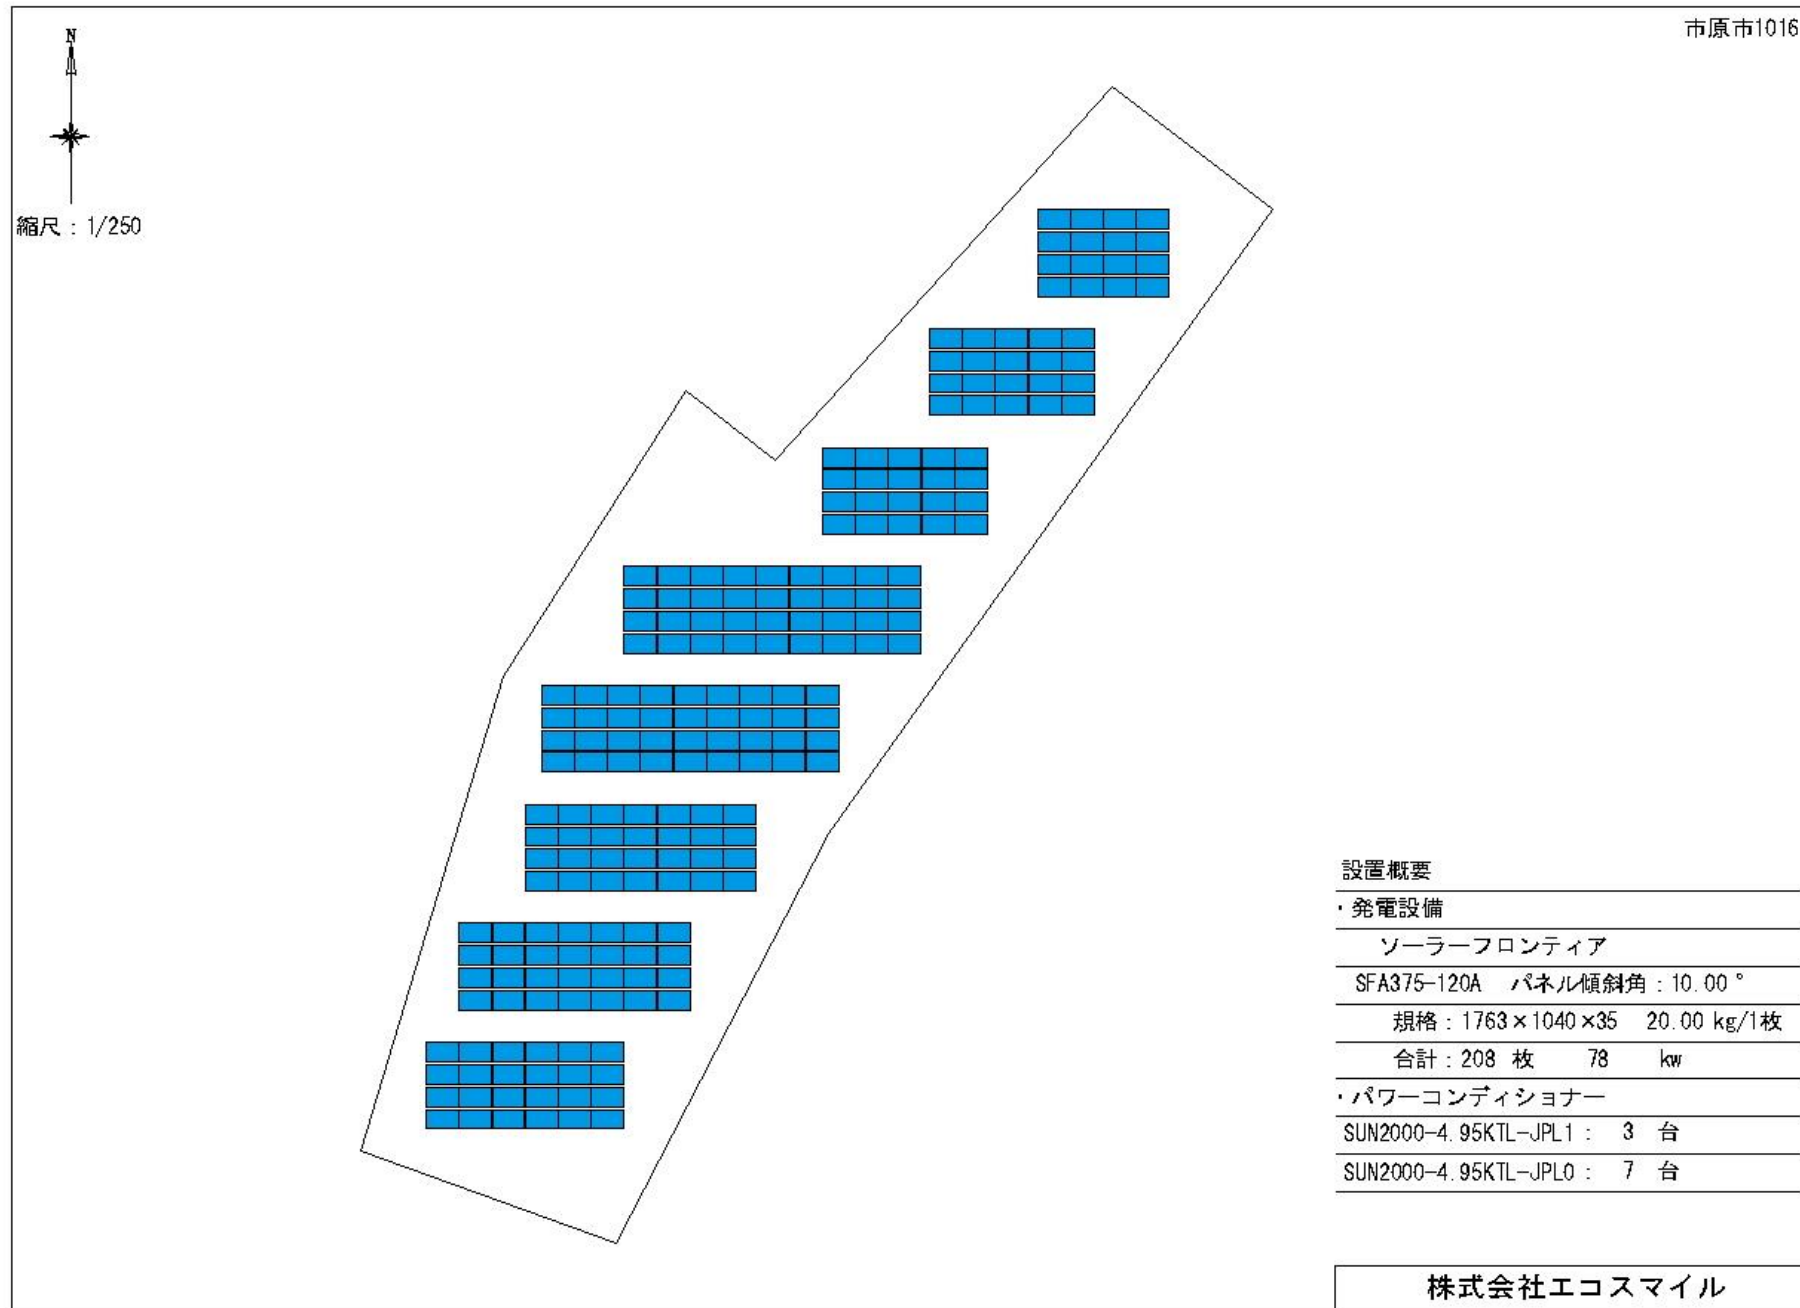 市原市1016
N
縮尺:1/250
設置概要
・発電設備
ソーラーフロンティア
SFA375-120A パネル傾斜角:10.00°
規格:1763×1040×35 20.00 kg/1枚
合計:208 枚 78 kw
・パワーコンディショナー
SUN2000-4.95KTL-JPL1: 3 台
SUN2000-4.95KTL-JPL0: 7 台
株式会社エコスマイル